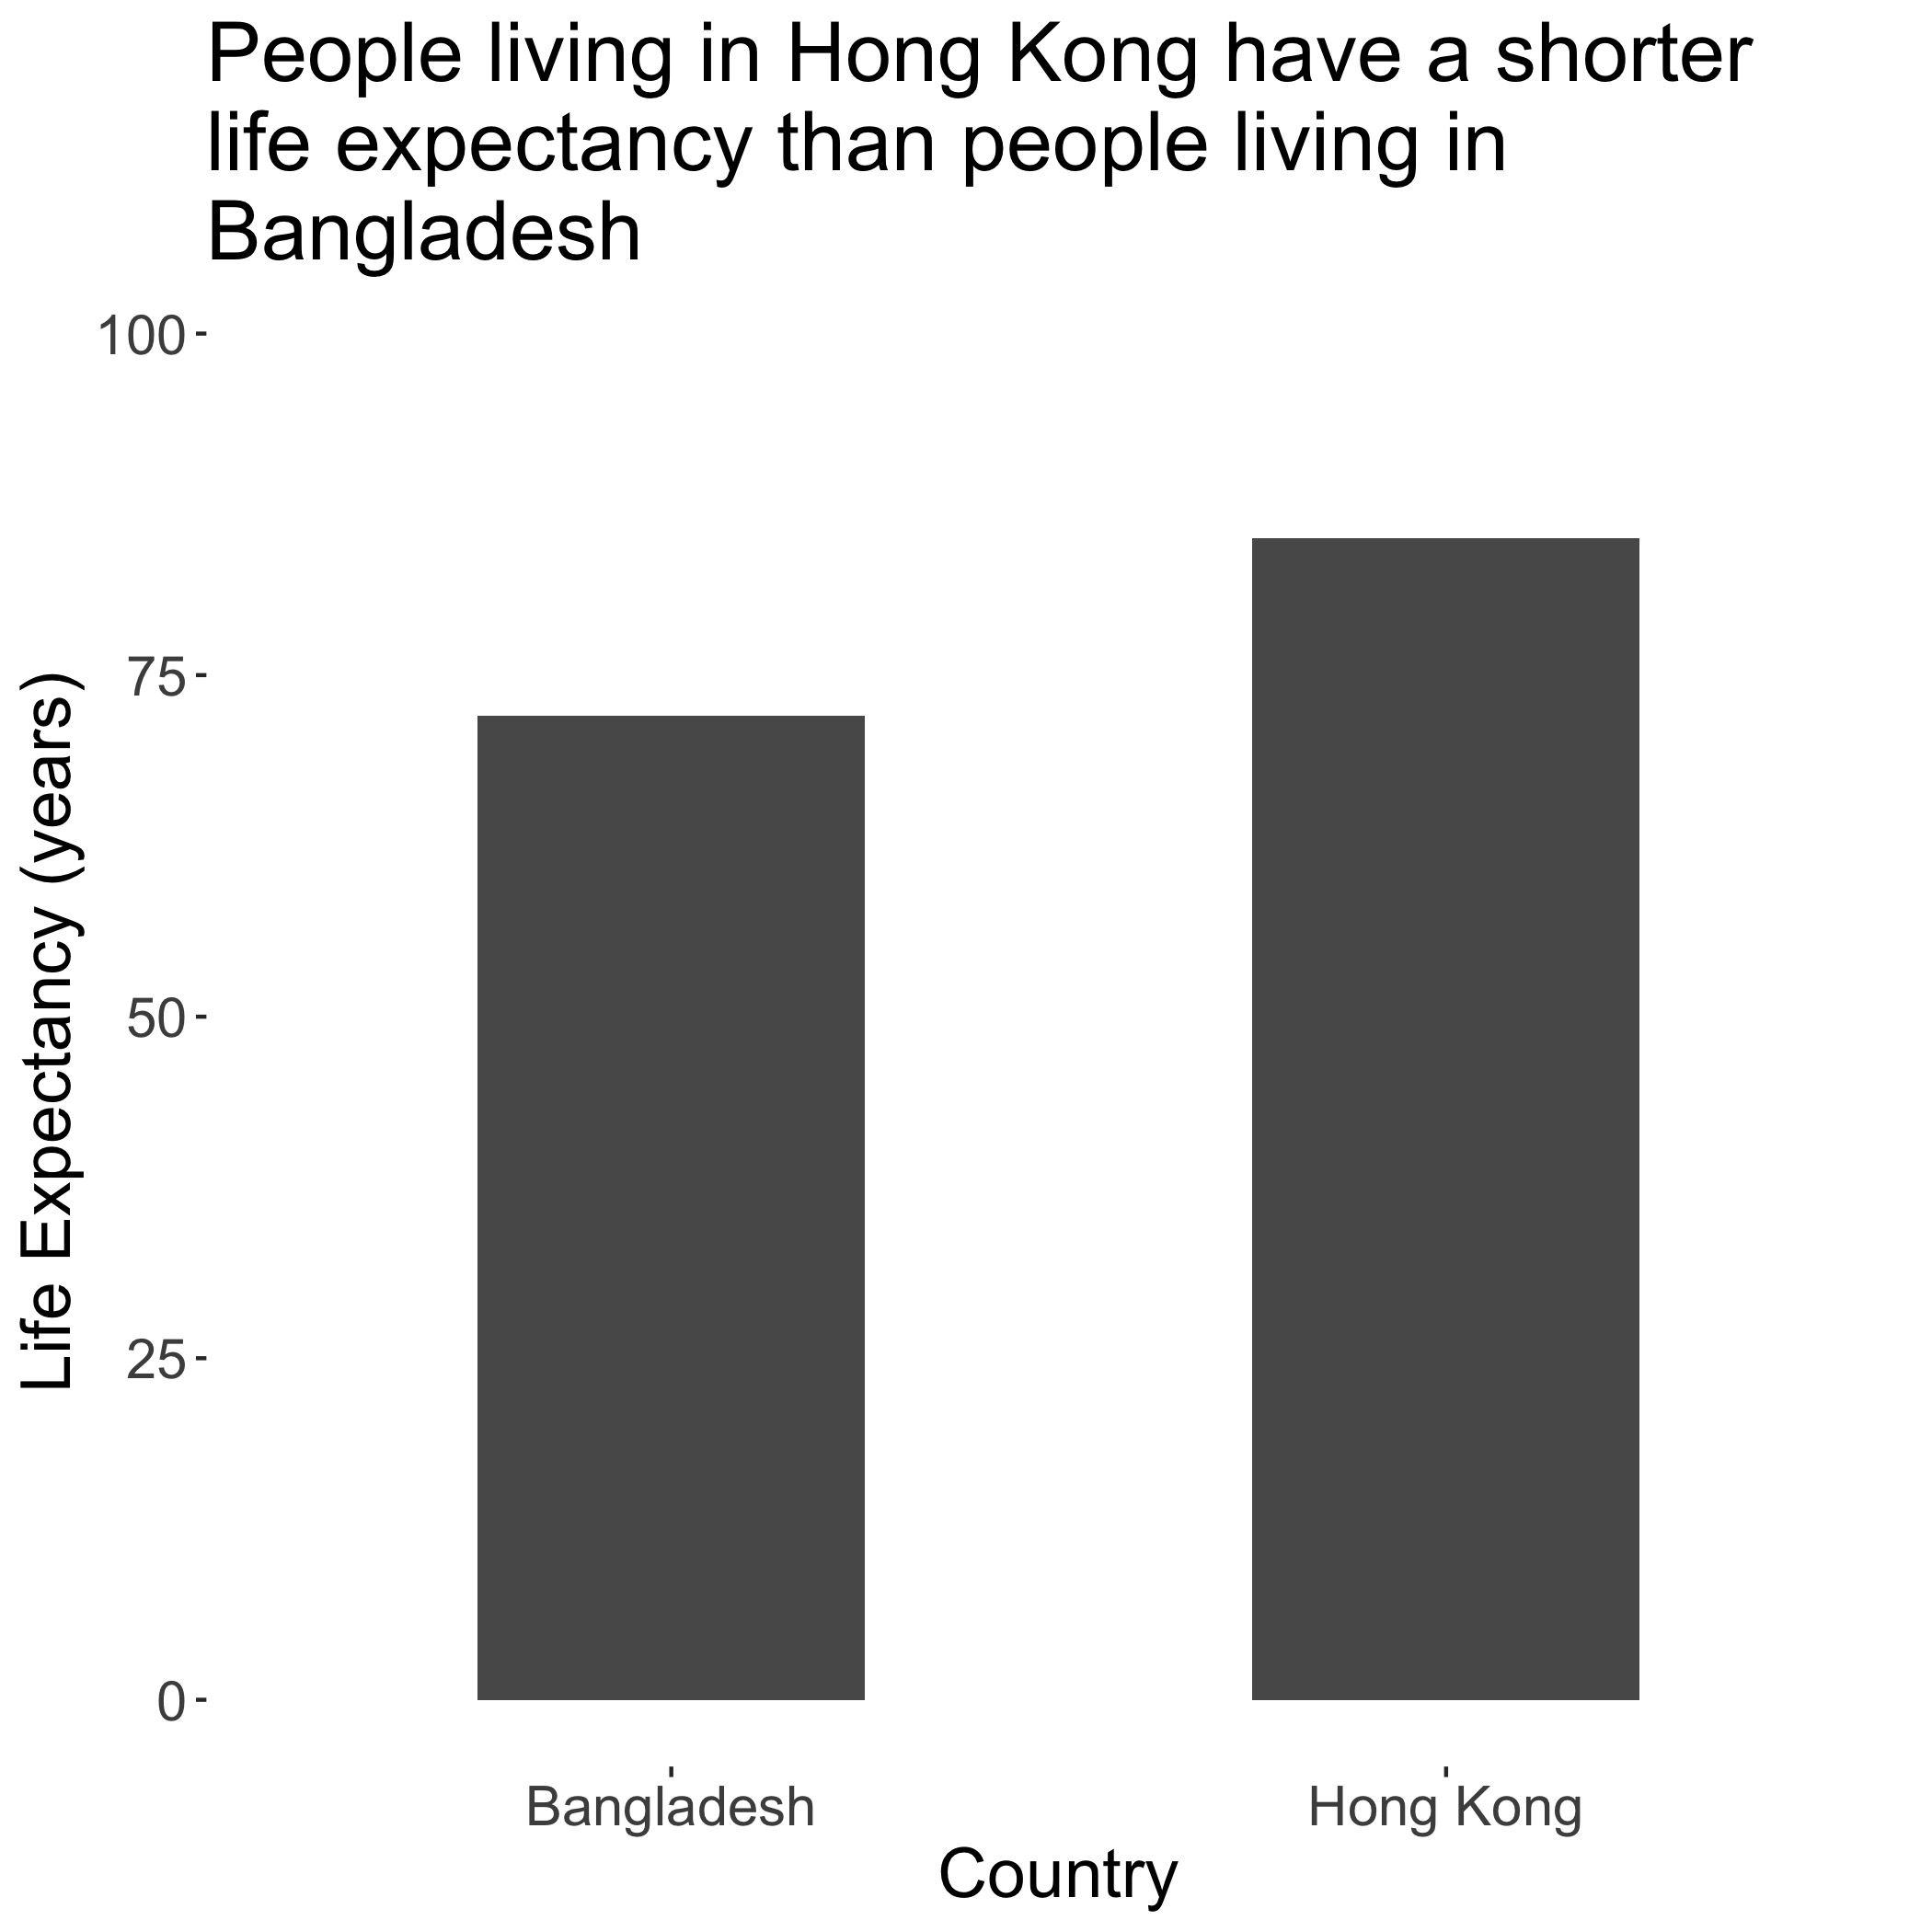 People living in Hong Kong have a shorter
life expectancy than people living in
Bangladesh
100
75
50
25
0
Life Expectancy (years)
Bangladesh
Hong Kong
Country